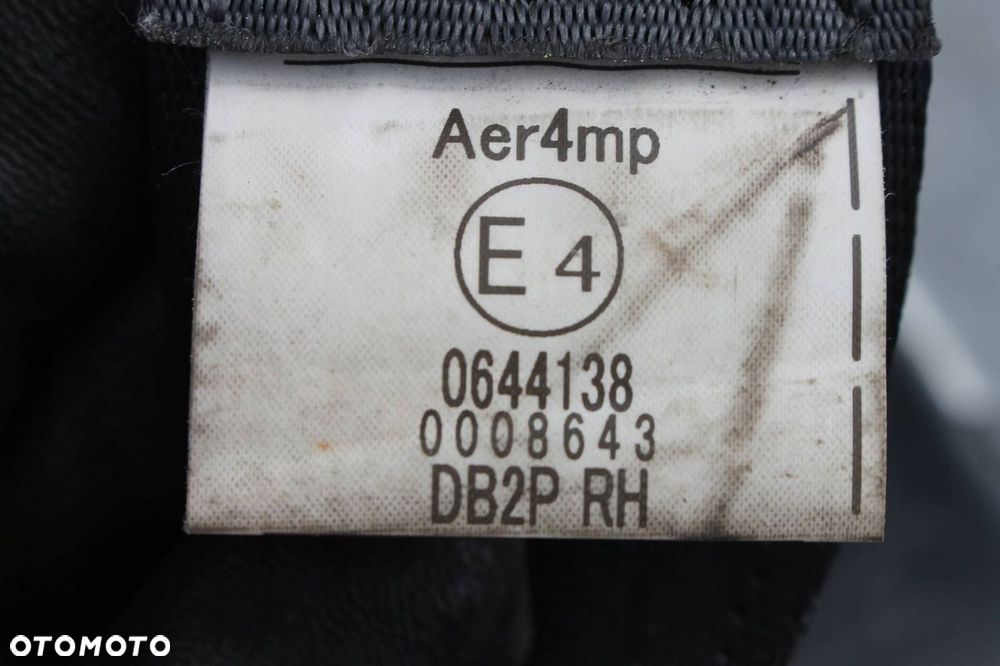 Aer4mp
E 4
0644138
0008643
DB2P RH
OTOMOTO